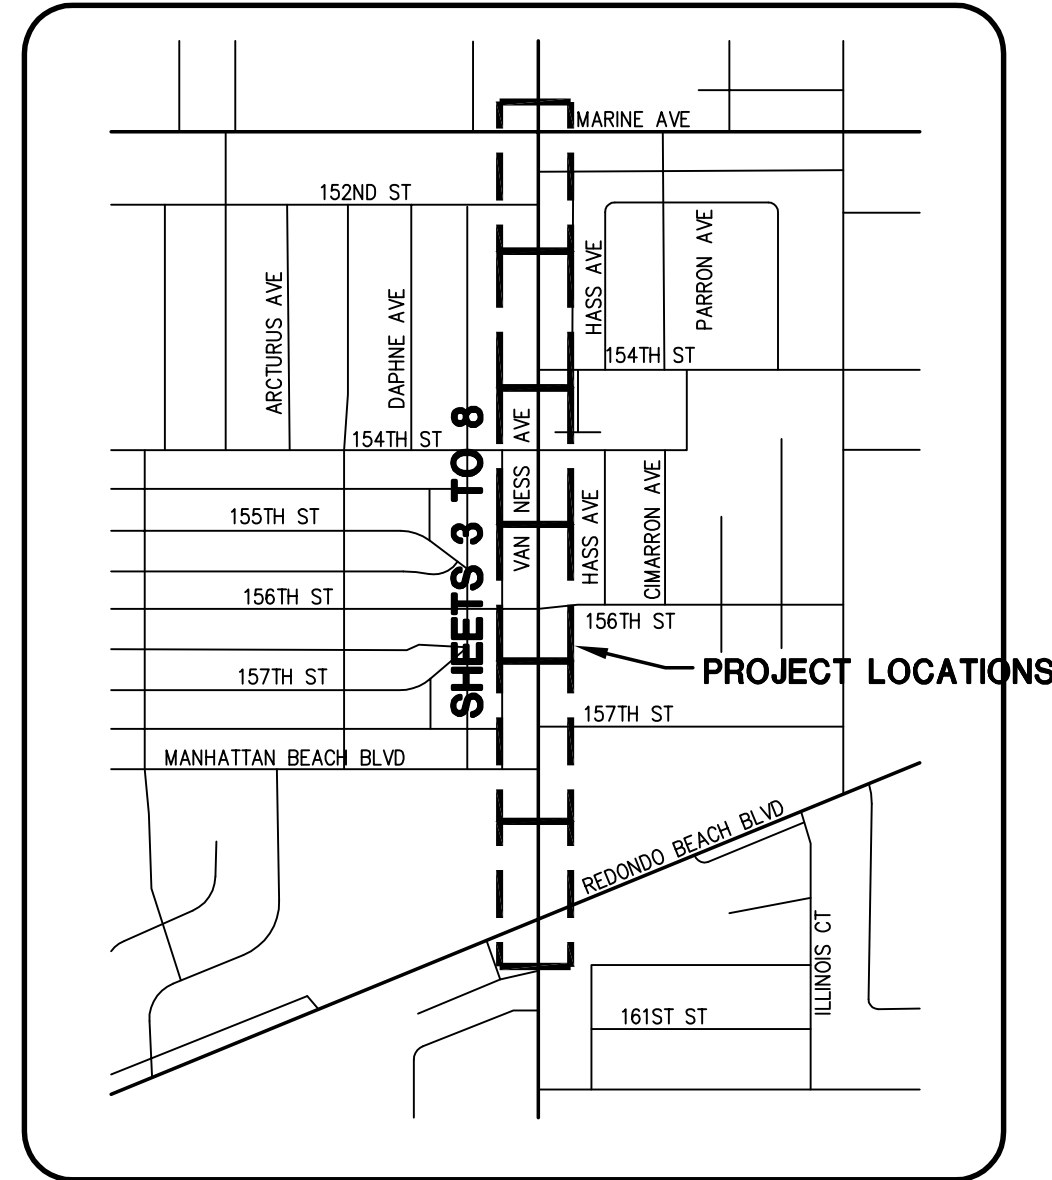 MARINE AVE
152ND ST
ARCTURUS AVE
DAPHNE AVE
HASS AVE
PARRON AVE
154TH ST
154TH ST
SHEETS 3 TO 8
VAN NESS AVE
HASS AVE
CIMARRON AVE
155TH ST
156TH ST
156TH ST
157TH ST
PROJECT LOCATIONS
157TH ST
MANHATTAN BEACH BLVD
REDONDO BEACH BLVD
ILLINOIS CT
161ST ST